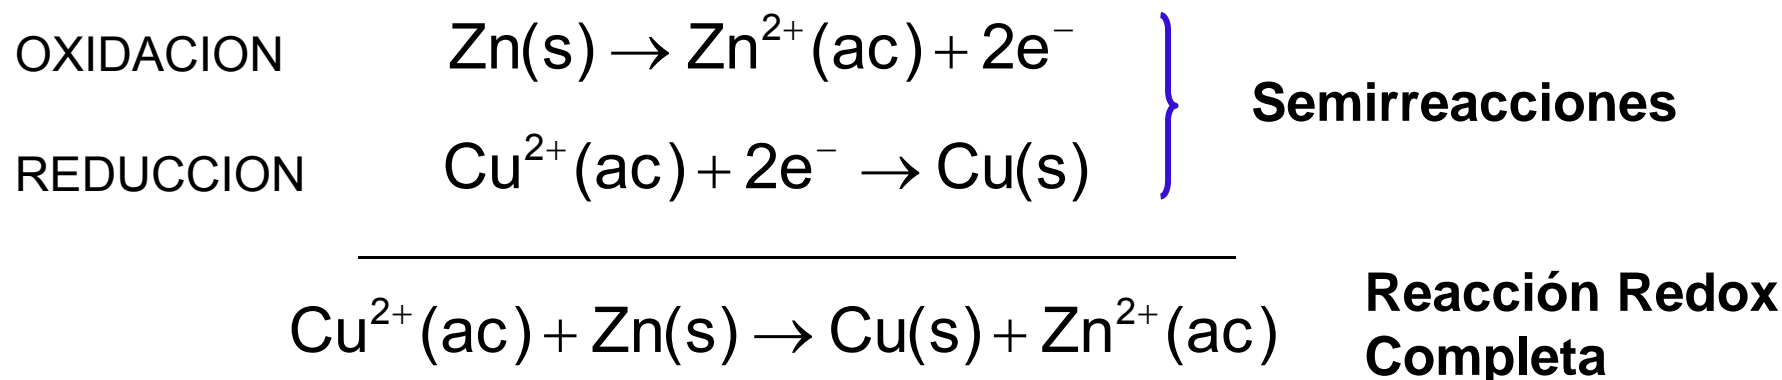 OXIDACION Zn(s) → Zn²⁺(ac) + 2e⁻
Semirreacciones
REDUCCION Cu²⁺(ac) + 2e⁻ → Cu(s)
Cu²⁺(ac) + Zn(s) → Cu(s) + Zn²⁺(ac)
Reacción Redox
Completa